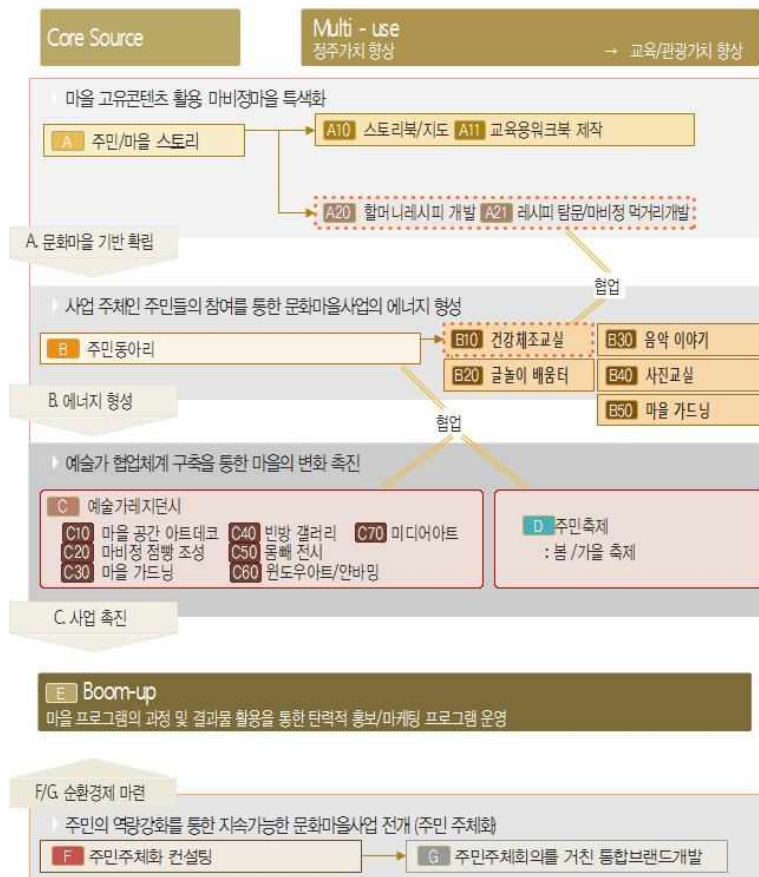 Core Source
Multi - use
정주가치 향상 → 교육/관광가치 향상
마을 고유콘텐츠 활용 마비정마을 특색화
A 주민/마을 스토리
A10 스토리북/지도 A11 교육용워크북 제작
A20 할머니레시피 개발 A21 레시피 탐문/마비정 먹거리개발
A. 문화마을 기반 확립
협업
사업 주체인 주민들의 참여를 통한 문화마을사업의 에너지 형성
B 주민동아리
B10 건강체조교실 B30 음악 이야기
B20 글놀이 배움터 B40 사진교실
B50 마을 가드닝
B. 에너지 형성
협업
예술가 협업체계 구축을 통한 마을의 변화 촉진
C 예술가레지던시
C10 마을 공간 아트데코 C40 빈방 갤러리 C70 미디어아트
C20 마비정 점빵 조성 C50 몸빼 전시
C30 마을 가드닝 C60 윈도우아트/얀바밍
D 주민축제
: 봄 /가을 축제
C. 사업 촉진
E Boom-up
마을 프로그램의 과정 및 결과물 활용을 통한 탄력적 홍보/마케팅 프로그램 운영
F/G. 순환경제 마련
주민의 역량강화를 통한 지속가능한 문화마을사업 전개 (주민 주체화)
F 주민주체화 컨설팅
G 주민주체회의를 거친 통합브랜드개발